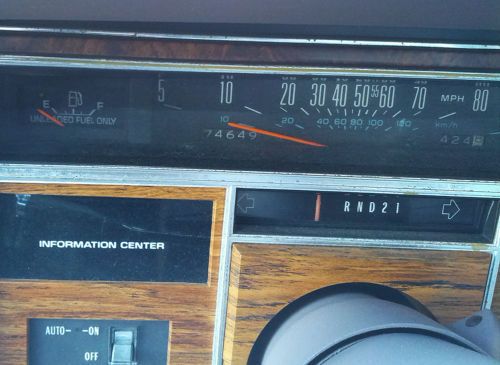 5 10 20 30 40 50 55 60 70 MPH 80
E F
UNLEADED FUEL ONLY
10 20 40 60 80 100 120 km/h
74649 424
R N D 2 1
INFORMATION CENTER
AUTO- -ON
OFF